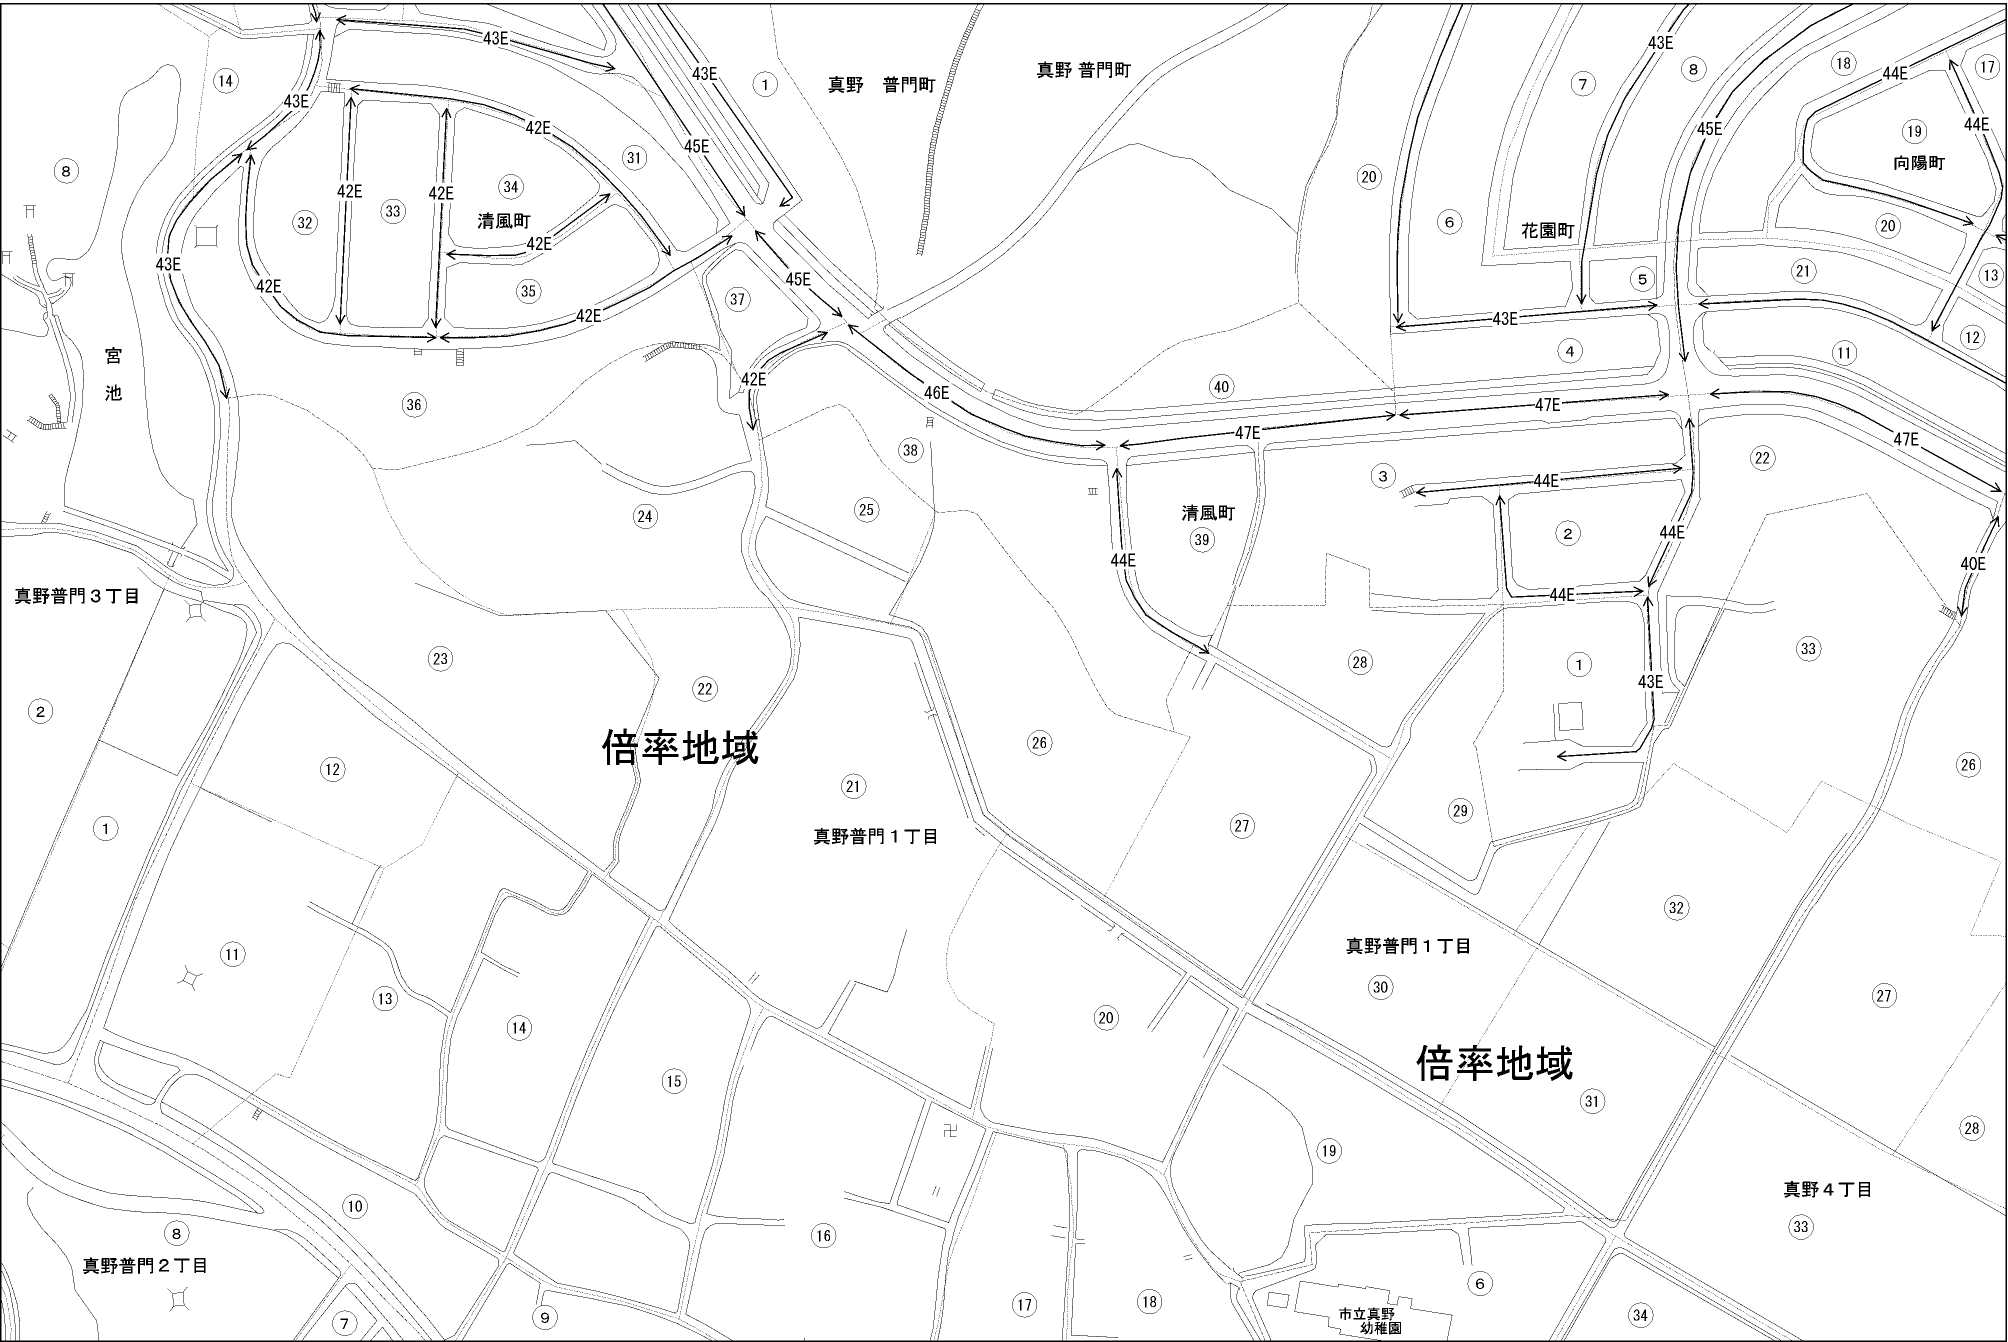 43E
43E
43E
14
1
真野 普門町
真野 普門町
20
7
8
18
44E
17
43E
45E
44E
19
向陽町
43E
42E
45E
31
34
42E
42E
33
32
清風町
42E
35
42E
42E
43E
8
宮
池
45E
37
6
花園町
5
20
21
13
12
43E
4
11
40
42E
46E
47E
47E
47E
36
38
3
44E
22
24
25
清風町
39
44E
2
44E
44E
40E
真野普門3丁目
23
22
28
1
43E
33
2
倍率地域
26
26
12
21
27
29
1
真野普門1丁目
32
11
真野普門1丁目
30
27
13
14
20
倍率地域
15
31
28
19
真野4丁目
33
10
8
真野普門2丁目
16
6
7
9
17
18
市立真野
幼稚園
34